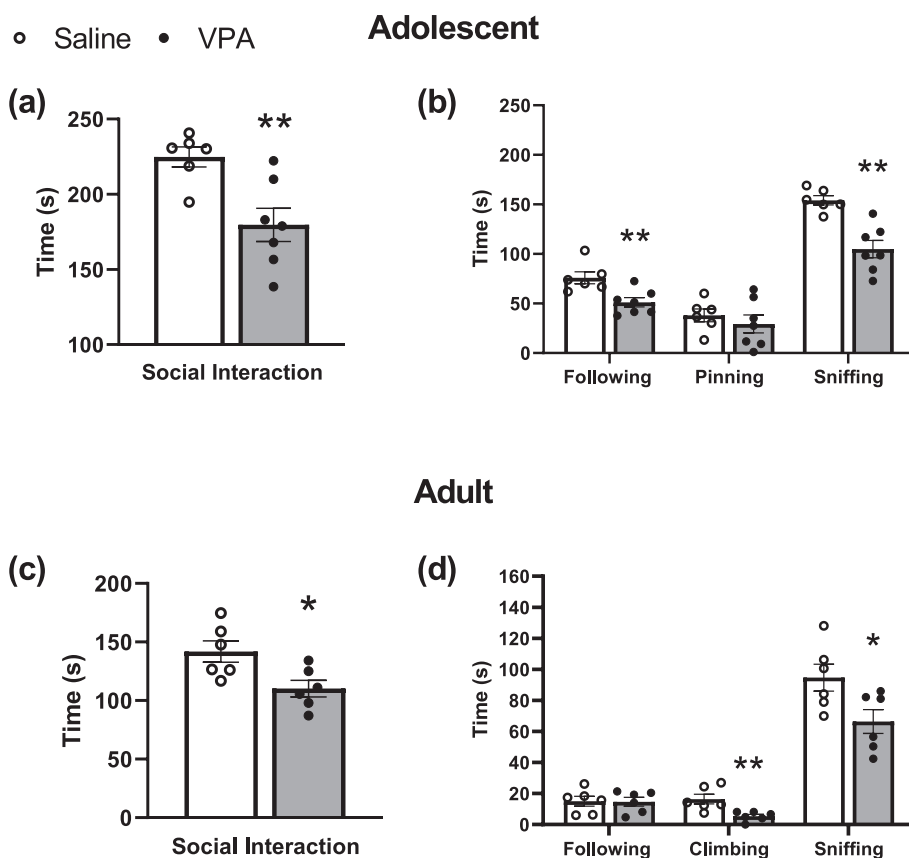 Adolescent
Saline VPA
(a)
**
250
200
150
100
Time (s)
Social Interaction
(b)
250
200
150
100
50
0
Time (s)
**
**
Following Pinning Sniffing
Adult
(c)
200
150
100
50
0
Time (s)
*
Social Interaction
(d)
160
140
120
100
80
60
40
20
0
Time (s)
**
*
Following Climbing Sniffing